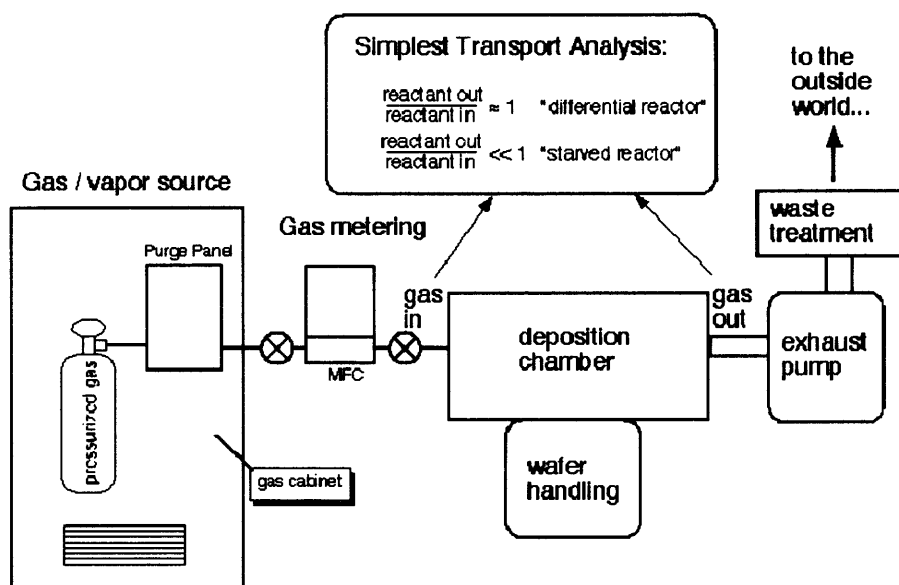 Simplest Transport Analysis:
reactant out
reactant in
≈ 1 "differential reactor"
reactant out
reactant in
<< 1 "starved reactor"
to the
outside
world...
Gas / vapor source
Purge Panel
Gas metering
gas
in
gas
out
waste
treatment
deposition
chamber
exhaust
pump
MFC
pressurized gas
gas cabinet
wafer
handling